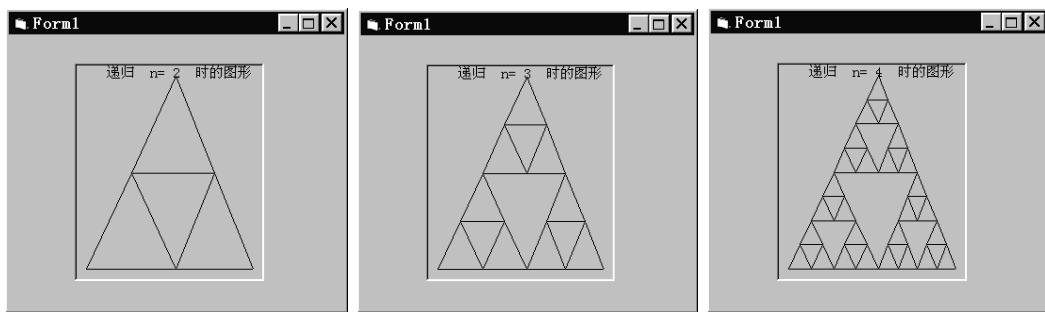 Form1
递归 n= 2 时的图形
Form1
递归 n= 3 时的图形
Form1
递归 n= 4 时的图形